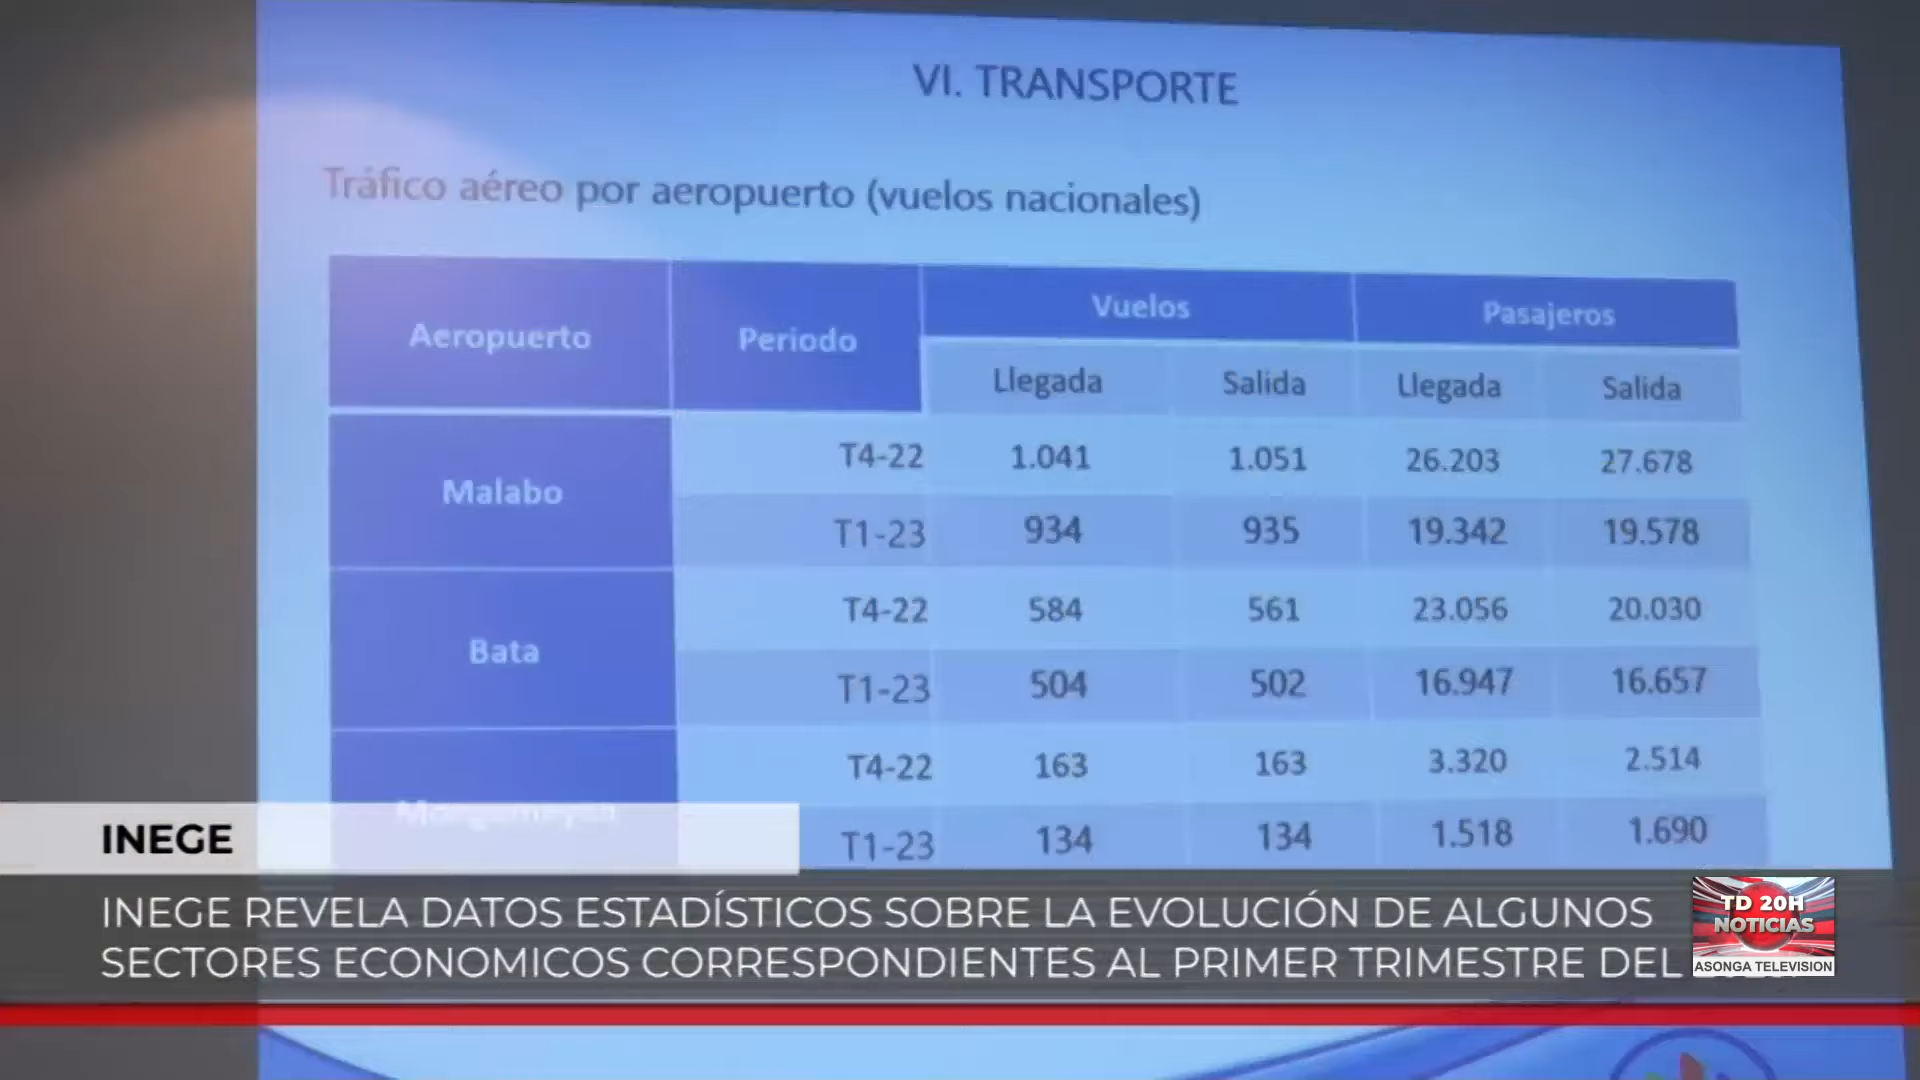 VI. TRANSPORTE
Tráfico aéreo por aeropuerto (vuelos nacionales)
Aeropuerto Periodo Vuelos Pasajeros
Llegada Salida Llegada Salida
Malabo T4-22 1.041 1.051 26.203 27.678
T1-23 934 935 19.342 19.578
Bata T4-22 584 561 23.056 20.030
T1-23 504 502 16.947 16.657
T4-22 163 163 3.320 2.514
T1-23 134 134 1.518 1.690
INEGE
INEGE REVELA DATOS ESTADÍSTICOS SOBRE LA EVOLUCIÓN DE ALGUNOS
SECTORES ECONOMICOS CORRESPONDIENTES AL PRIMER TRIMESTRE DEL
TD 20H
NOTICIAS
ASONGA TELEVISION